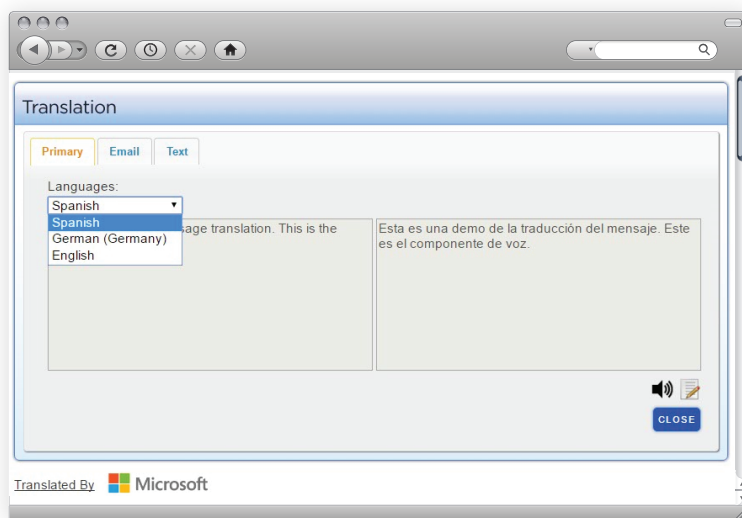 Translation
Primary Email Text
Languages:
Spanish
Spanish
German (Germany)
English
sage translation. This is the
Esta es una demo de la traducción del mensaje. Este
es el componente de voz.
CLOSE
Translated By Microsoft